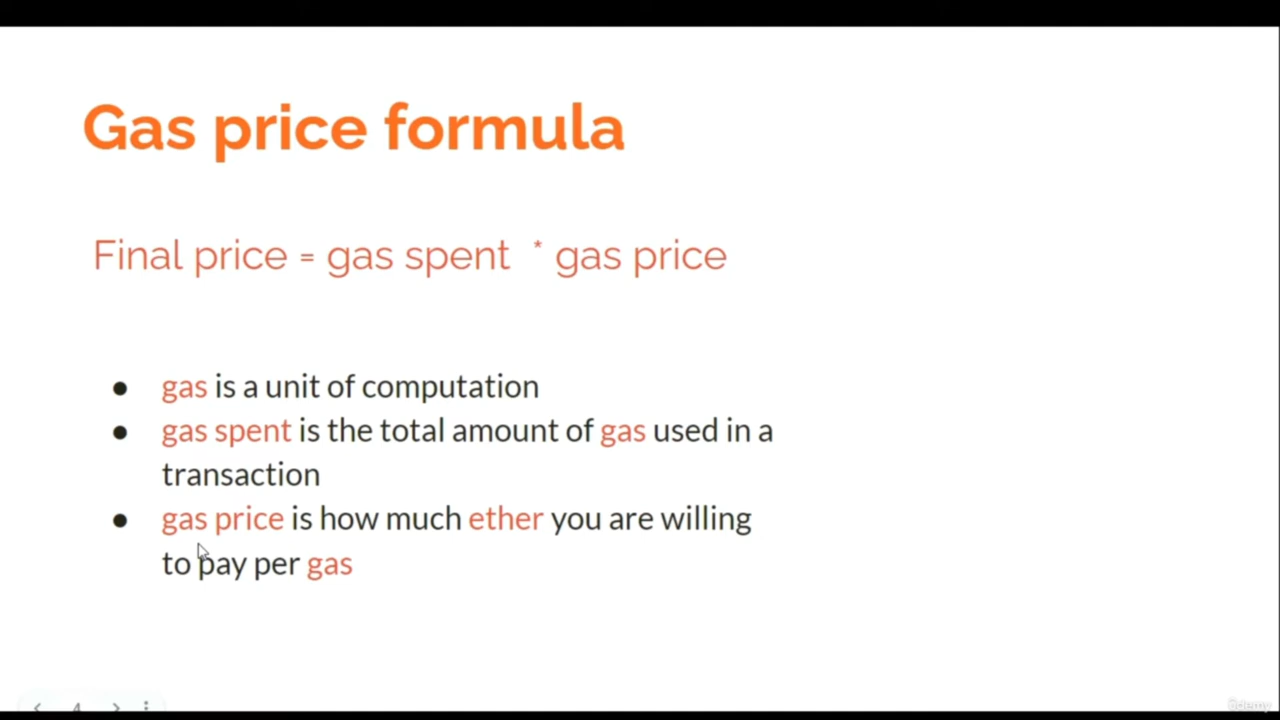 Gas price formula
Final price = gas spent * gas price
● gas is a unit of computation
● gas spent is the total amount of gas used in a
transaction
● gas price is how much ether you are willing
to pay per gas
4
Udemy